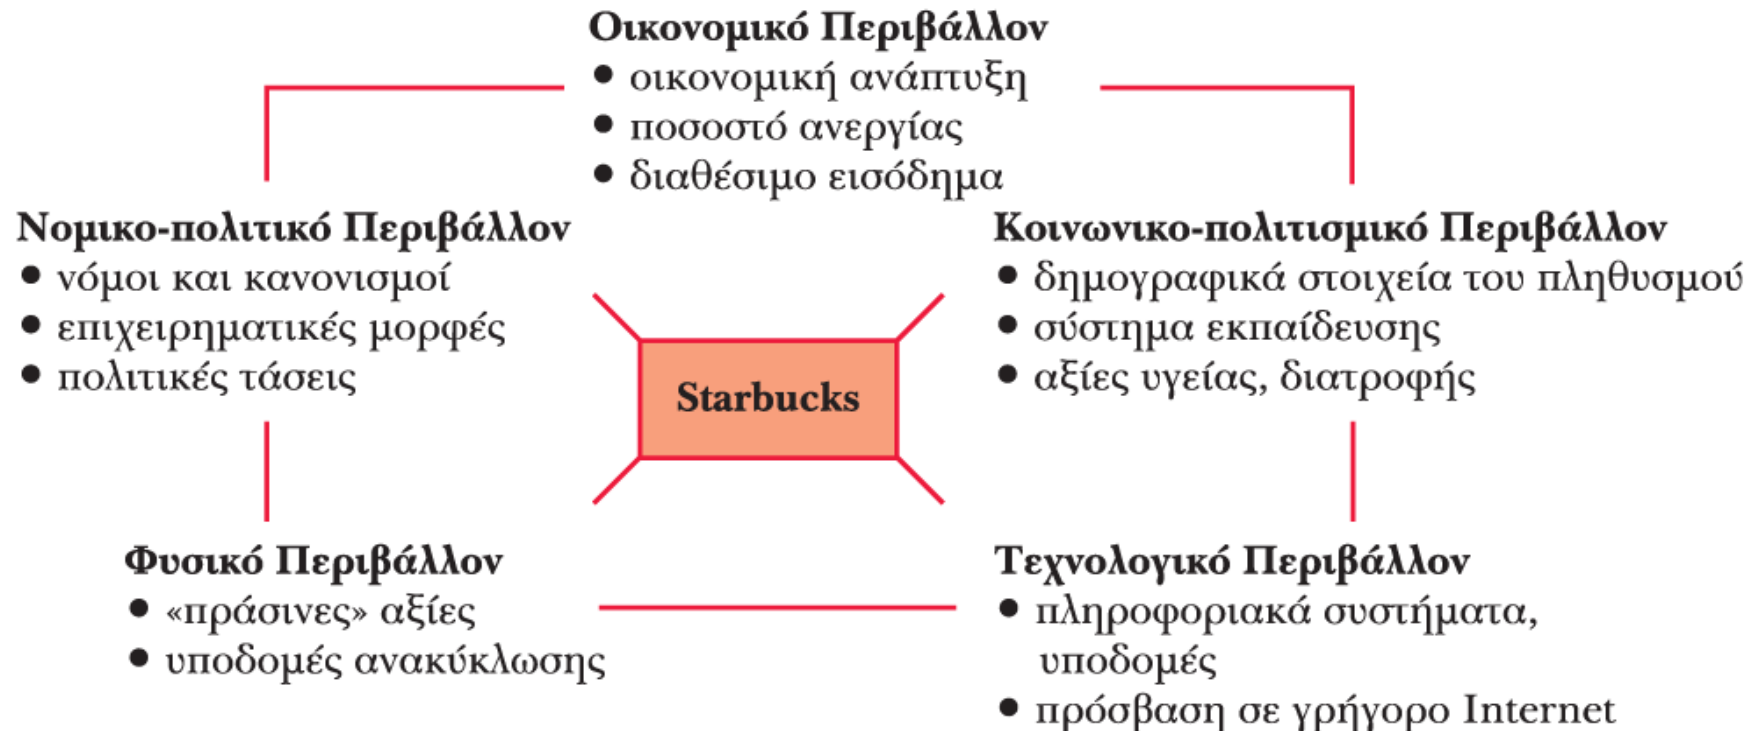 Οικονομικό Περιβάλλον
• οικονομική ανάπτυξη
• ποσοστό ανεργίας
• διαθέσιμο εισόδημα
Νομικο-πολιτικό Περιβάλλον
• νόμοι και κανονισμοί
• επιχειρηματικές μορφές
• πολιτικές τάσεις
Κοινωνικο-πολιτισμικό Περιβάλλον
• δημογραφικά στοιχεία του πληθυσμού
• σύστημα εκπαίδευσης
• αξίες υγείας, διατροφής
Starbucks
Φυσικό Περιβάλλον
• «πράσινες» αξίες
• υποδομές ανακύκλωσης
Τεχνολογικό Περιβάλλον
• πληροφοριακά συστήματα,
υποδομές
• πρόσβαση σε γρήγορο Internet